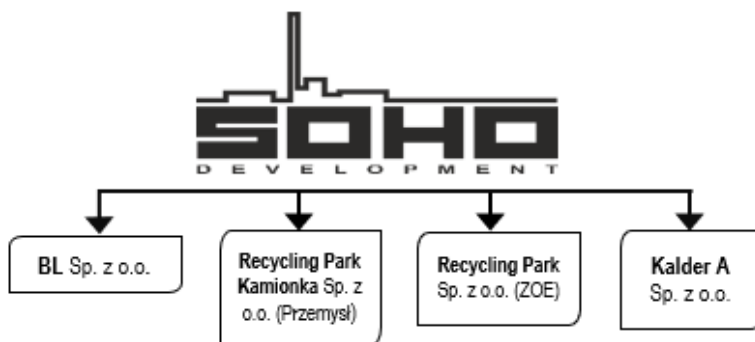 SOHO
DEVELOPMENT
BL Sp. z o.o.
Recycling Park
Kamionka Sp. z
o.o. (Przemysł)
Recycling Park
Sp. z o.o. (ZOE)
Kalder A
Sp. z o.o.